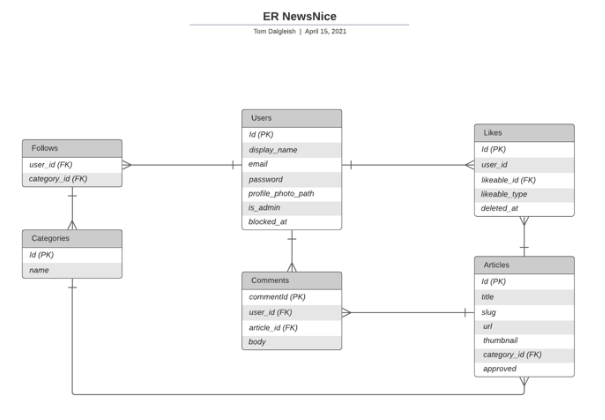 ER NewsNice
Tom Dalgleish | April 15, 2021
Follows
user_id (FK)
category_id (FK)
Categories
Id (PK)
name
Users
Id (PK)
display_name
email
password
profile_photo_path
is_admin
blocked_at
Comments
commentId (PK)
user_id (FK)
article_id (FK)
body
Likes
Id (PK)
user_id
likeable_id (FK)
likeable_type
deleted_at
Articles
Id (PK)
title
slug
url
thumbnail
category_id (FK)
approved